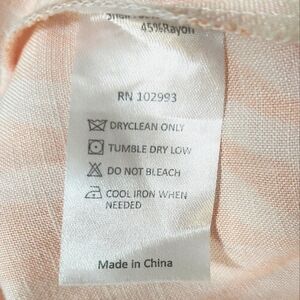 45%Rayon
RN 102993
DRYCLEAN ONLY
TUMBLE DRY LOW
DO NOT BLEACH
COOL IRON WHEN
NEEDED
Made in China